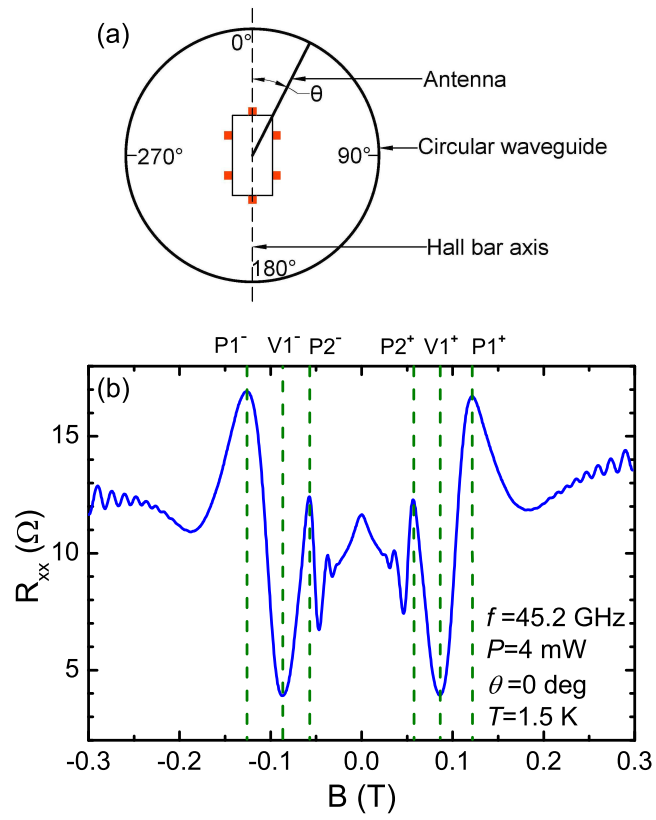 (a)
0°
θ
Antenna
270°
90°
Circular waveguide
Hall bar axis
180°
P1⁻ V1⁻ P2⁻ P2⁺ V1⁺ P1⁺
(b)
15
10
5
Rxx (Ω)
f =45.2 GHz
P=4 mW
θ =0 deg
T=1.5 K
-0.3 -0.2 -0.1 0.0 0.1 0.2 0.3
B (T)